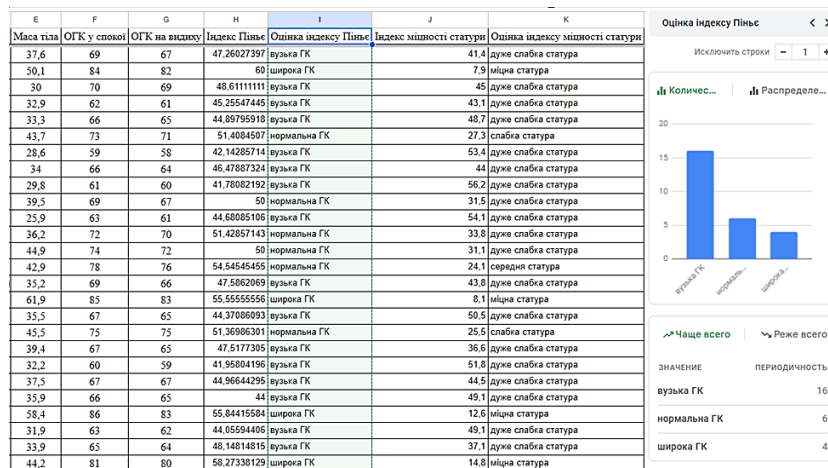 E F G H I J K
Маса тіла ОГК у спокої ОГК на видиху Індекс Піньє Оцінка індексу Піньє Індекс міцності статури Оцінка індексу міцності статури
37,6 69 67 47,26027397 вузька ГК 41,4 дуже слабка статура
50,1 84 82 60 широка ГК 7,9 міцна статура
30 70 69 48,61111111 вузька ГК 45 дуже слабка статура
32,9 62 61 45,25547445 вузька ГК 43,1 дуже слабка статура
33,3 66 65 44,89795918 вузька ГК 48,7 дуже слабка статура
43,7 73 71 51,4084507 нормальна ГК 27,3 слабка статура
28,6 59 58 42,14285714 вузька ГК 53,4 дуже слабка статура
34 66 64 46,47887324 вузька ГК 44 дуже слабка статура
29,8 61 60 41,78082192 вузька ГК 56,2 дуже слабка статура
39,5 69 67 50 нормальна ГК 31,5 дуже слабка статура
25,9 63 61 44,68085106 вузька ГК 54,1 дуже слабка статура
36,2 72 70 51,42857143 нормальна ГК 33,8 дуже слабка статура
44,9 74 72 50 нормальна ГК 31,1 дуже слабка статура
42,9 78 76 54,54545455 нормальна ГК 24,1 середня статура
35,2 69 66 47,5862069 вузька ГК 43,8 дуже слабка статура
61,9 85 83 55,55555556 широка ГК 8,1 міцна статура
35,5 67 65 44,37086093 вузька ГК 50,5 дуже слабка статура
45,5 75 75 51,36986301 нормальна ГК 25,5 слабка статура
39,4 67 65 47,5177305 вузька ГК 36,6 дуже слабка статура
32,2 60 59 41,95804196 вузька ГК 51,8 дуже слабка статура
37,5 67 67 44,96644295 вузька ГК 44,5 дуже слабка статура
35,9 66 65 44 вузька ГК 49,1 дуже слабка статура
58,4 86 83 55,84415584 широка ГК 12,6 міцна статура
31,9 63 62 44,05594406 вузька ГК 49,1 дуже слабка статура
33,9 65 64 48,14814815 вузька ГК 37,1 дуже слабка статура
44,2 81 80 58,27338129 широка ГК 14,8 міцна статура
Оцінка індексу Піньє
Исключить строки − 1 +
Количес... Распределе...
20
15
10
5
0
вузька ГК нормаль... широка...
Чаще всего Реже всего
ЗНАЧЕНИЕ ПЕРИОДИЧНОСТЬ
вузька ГК 16
нормальна ГК 6
широка ГК 4